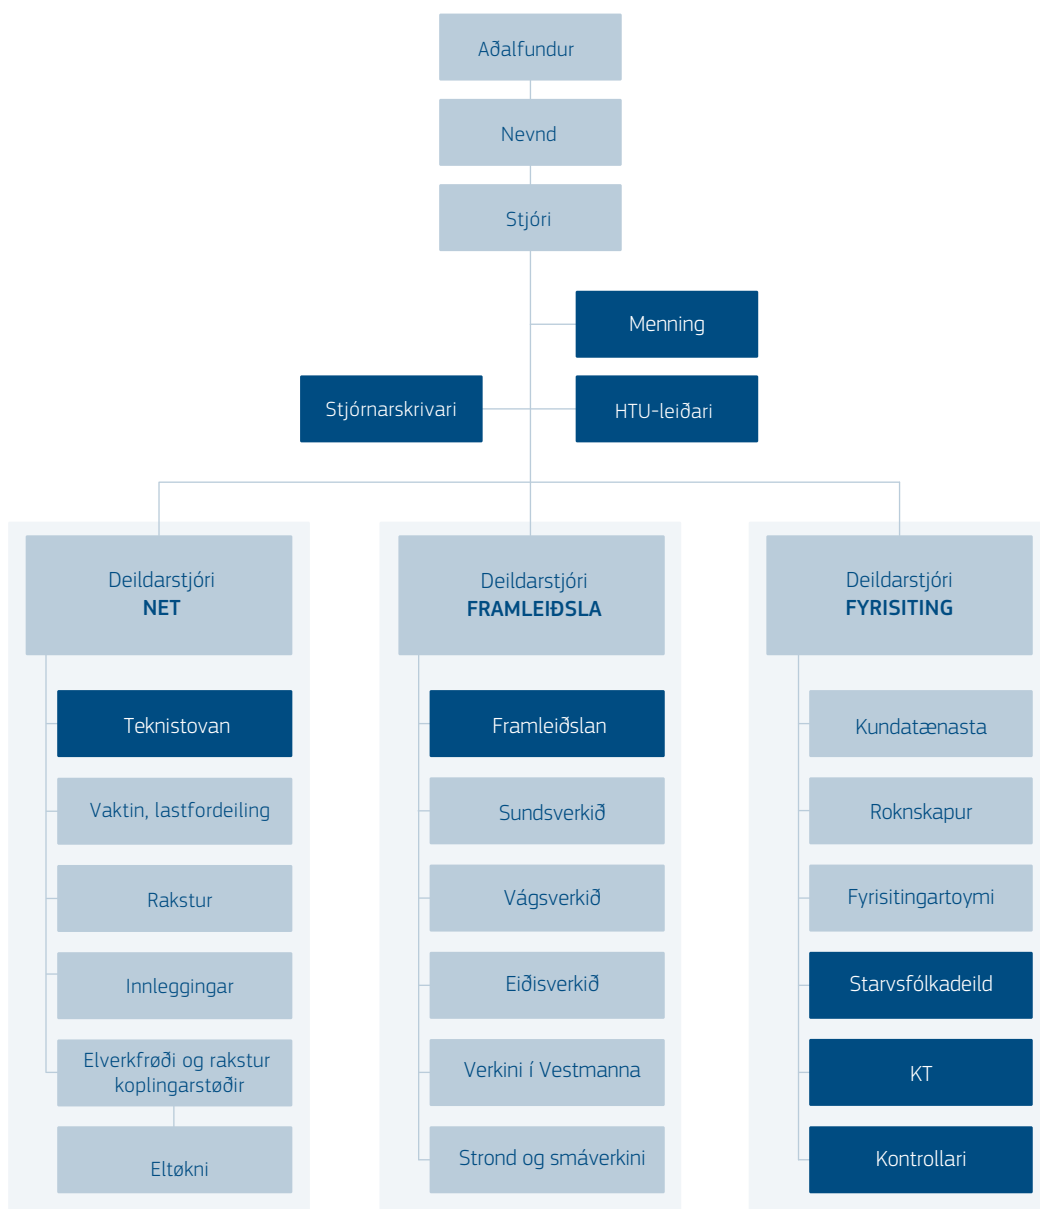 Aðalfundur
Nevnd
Stjóri
Menning
Stjórnarskrivari
HTU-leiðari
Deildarstjóri
NET
Teknistovan
Vaktin, lastfordeiling
Rakstur
Innleggingar
Elverkfrøði og rakstur
koplingarstøðir
Eltøkni
Deildarstjóri
FRAMLEIÐSLA
Framleiðslan
Sundsverkið
Vágsverkið
Eiðisverkið
Verkini í Vestmanna
Strond og smáverkini
Deildarstjóri
FYRISITING
Kundatænasta
Roknskapur
Fyrisitingartoymi
Starvsfólkadeild
KT
Kontrollari